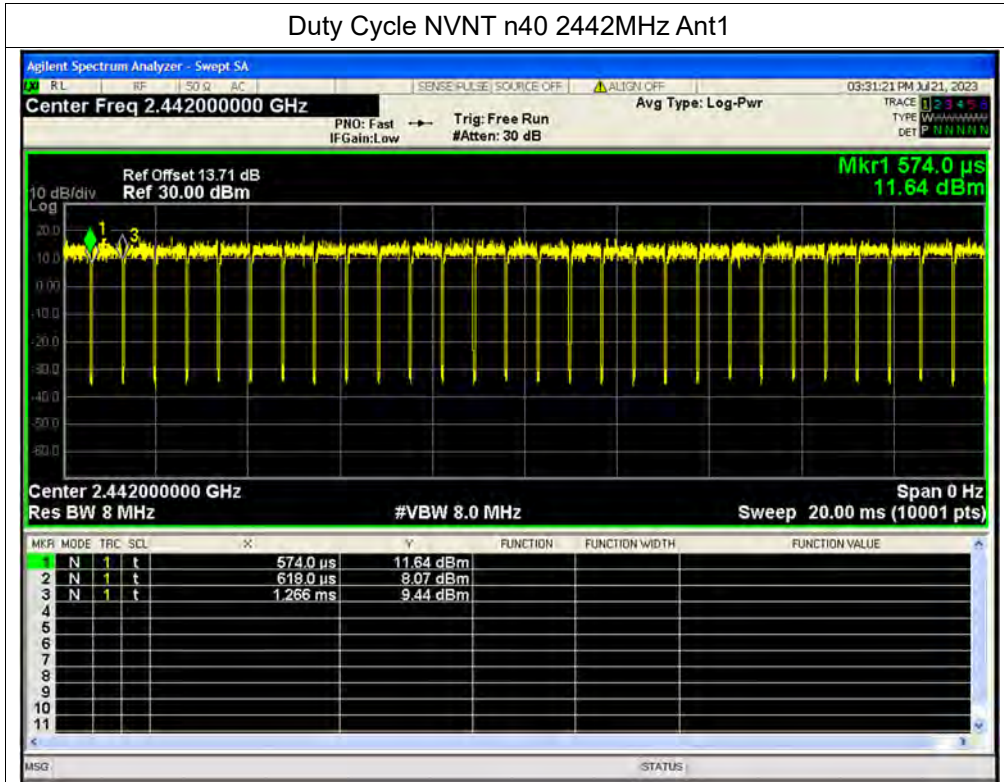 Duty Cycle NVNT n40 2442MHz Ant1
Agilent Spectrum Analyzer - Swept SA
LXI RL RF 50 Ω AC SENSE:PULSE SOURCE OFF ALIGN OFF 03:31:21 PM Jul 21, 2023
Center Freq 2.442000000 GHz Avg Type: Log-Pwr TRACE 1 2 3 4 5 6
PNO: Fast Trig: Free Run TYPE W
IFGain:Low #Atten: 30 dB DET P N N N N N
Mkr1 574.0 µs
11.64 dBm
Ref Offset 13.71 dB
10 dB/div Ref 30.00 dBm
Log
20.0
10.0
0.00
-10.0
-20.0
-30.0
-40.0
-50.0
-60.0
1
3
Center 2.442000000 GHz Span 0 Hz
Res BW 8 MHz #VBW 8.0 MHz Sweep 20.00 ms (10001 pts)
MKR MODE TRC SCL X Y FUNCTION FUNCTION WIDTH FUNCTION VALUE
1 N 1 t 574.0 µs 11.64 dBm
2 N 1 t 618.0 µs 8.07 dBm
3 N 1 t 1.266 ms 9.44 dBm
4
5
6
7
8
9
10
11
MSG STATUS